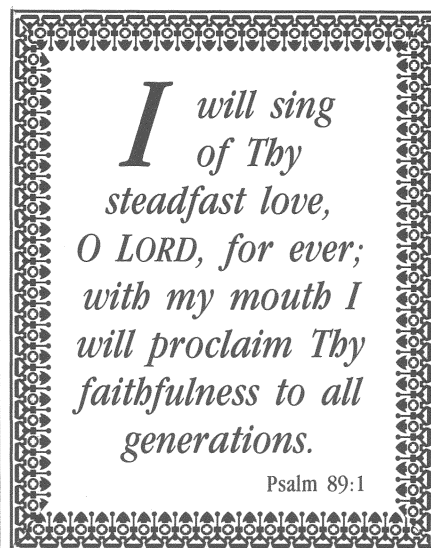 I will sing
of Thy
steadfast love,
O LORD, for ever;
with my mouth I
will proclaim Thy
faithfulness to all
generations.
Psalm 89:1